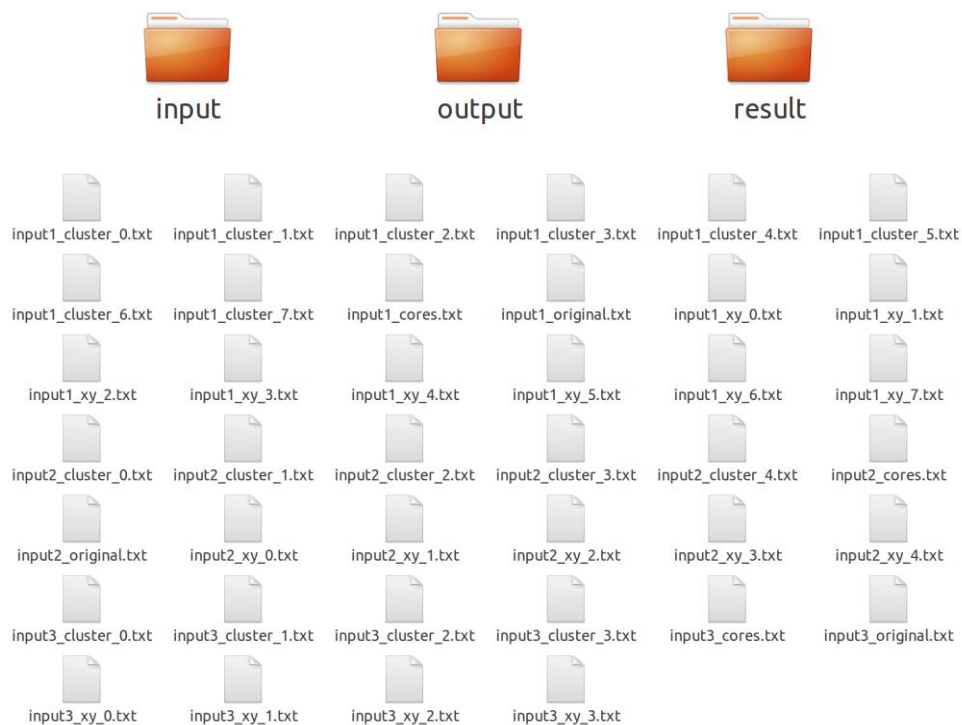 input output result
input1_cluster_0.txt input1_cluster_1.txt input1_cluster_2.txt input1_cluster_3.txt input1_cluster_4.txt input1_cluster_5.txt
input1_cluster_6.txt input1_cluster_7.txt input1_cores.txt input1_original.txt input1_xy_0.txt input1_xy_1.txt
input1_xy_2.txt input1_xy_3.txt input1_xy_4.txt input1_xy_5.txt input1_xy_6.txt input1_xy_7.txt
input2_cluster_0.txt input2_cluster_1.txt input2_cluster_2.txt input2_cluster_3.txt input2_cluster_4.txt input2_cores.txt
input2_original.txt input2_xy_0.txt input2_xy_1.txt input2_xy_2.txt input2_xy_3.txt input2_xy_4.txt
input3_cluster_0.txt input3_cluster_1.txt input3_cluster_2.txt input3_cluster_3.txt input3_cores.txt input3_original.txt
input3_xy_0.txt input3_xy_1.txt input3_xy_2.txt input3_xy_3.txt